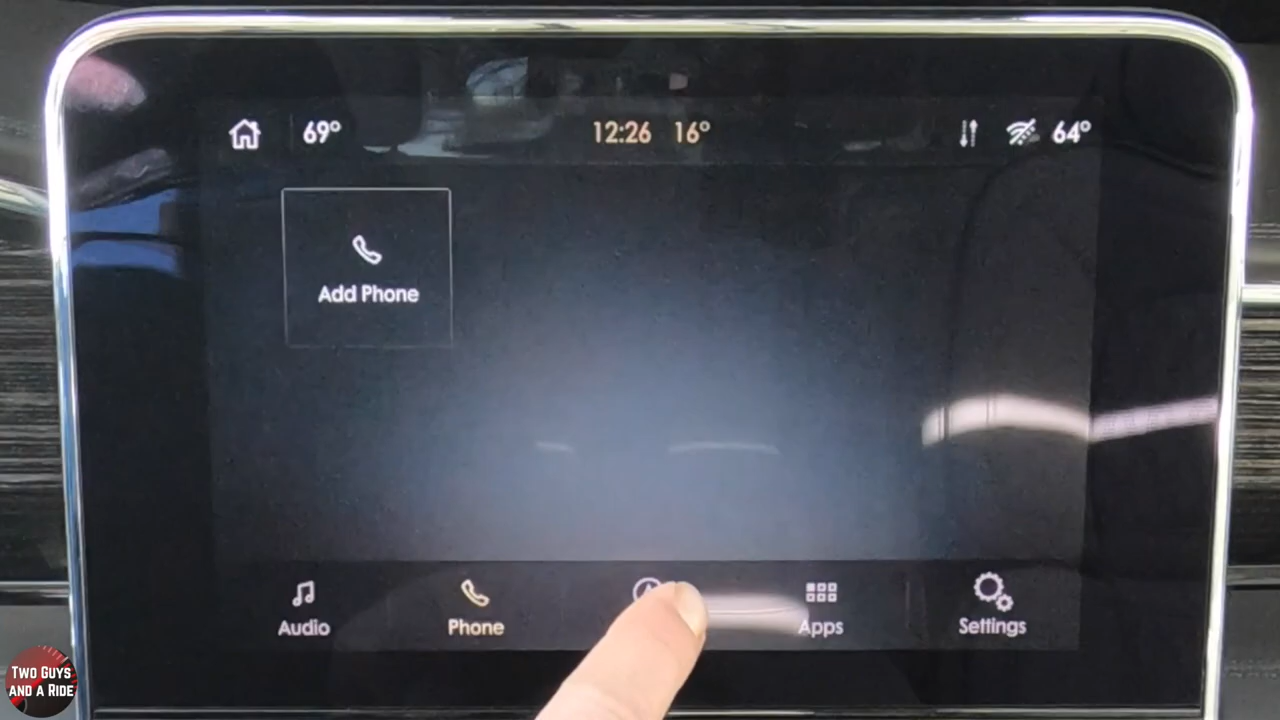 69°
12:26 16°
64°
Add Phone
Audio
Phone
Apps
Settings
TWO GUYS
AND A RIDE